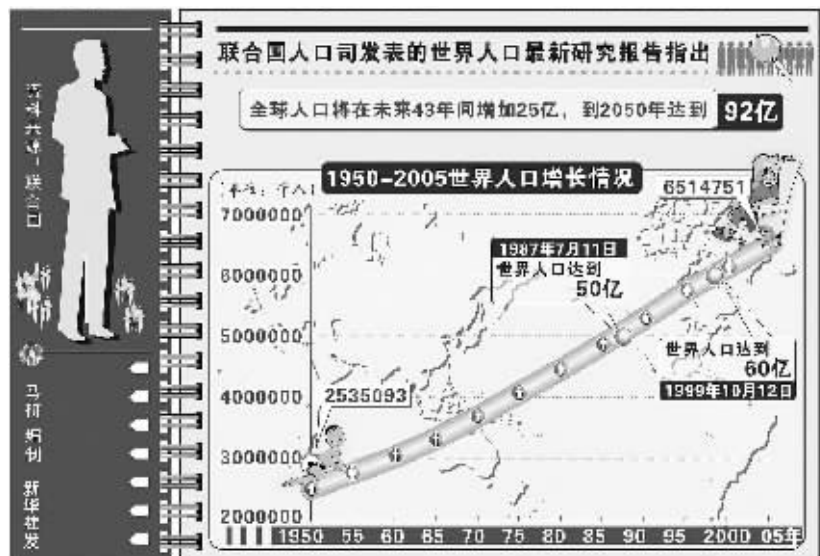 联合国人口司发表的世界人口最新研究报告指出
全球人口将在未来43年间增加25亿，到2050年达到 92亿
1950-2005世界人口增长情况
(单位：千人)
7000000
6000000
5000000
4000000
3000000
2000000
6514751
1987年7月11日
世界人口达到
50亿
世界人口达到
60亿
1999年10月12日
2535093
1950 55 60 65 70 75 80 85 90 95 2000 05年
资料来源：联合国
马研 编制 新华社发